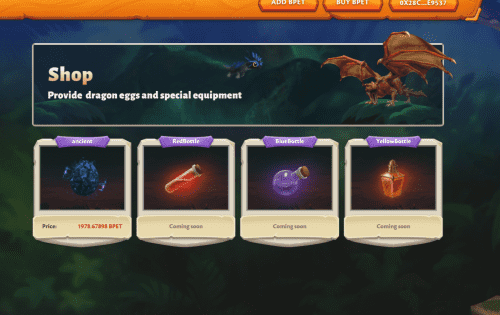 ADD BPET BUY BPET 0X28C...E9537
Shop
Provide dragon eggs and special equipment
ancient RedBottle BlueBottle YellowBottle
Price: 1978.67898 BPET Coming soon Coming soon Coming soon